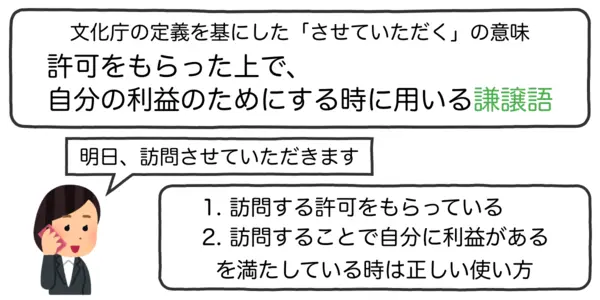 文化庁の定義を基にした「させていただく」の意味
許可をもらった上で、
自分の利益のためにする時に用いる謙譲語
明日、訪問させていただきます
1. 訪問する許可をもらっている
2. 訪問することで自分に利益がある
を満たしている時は正しい使い方